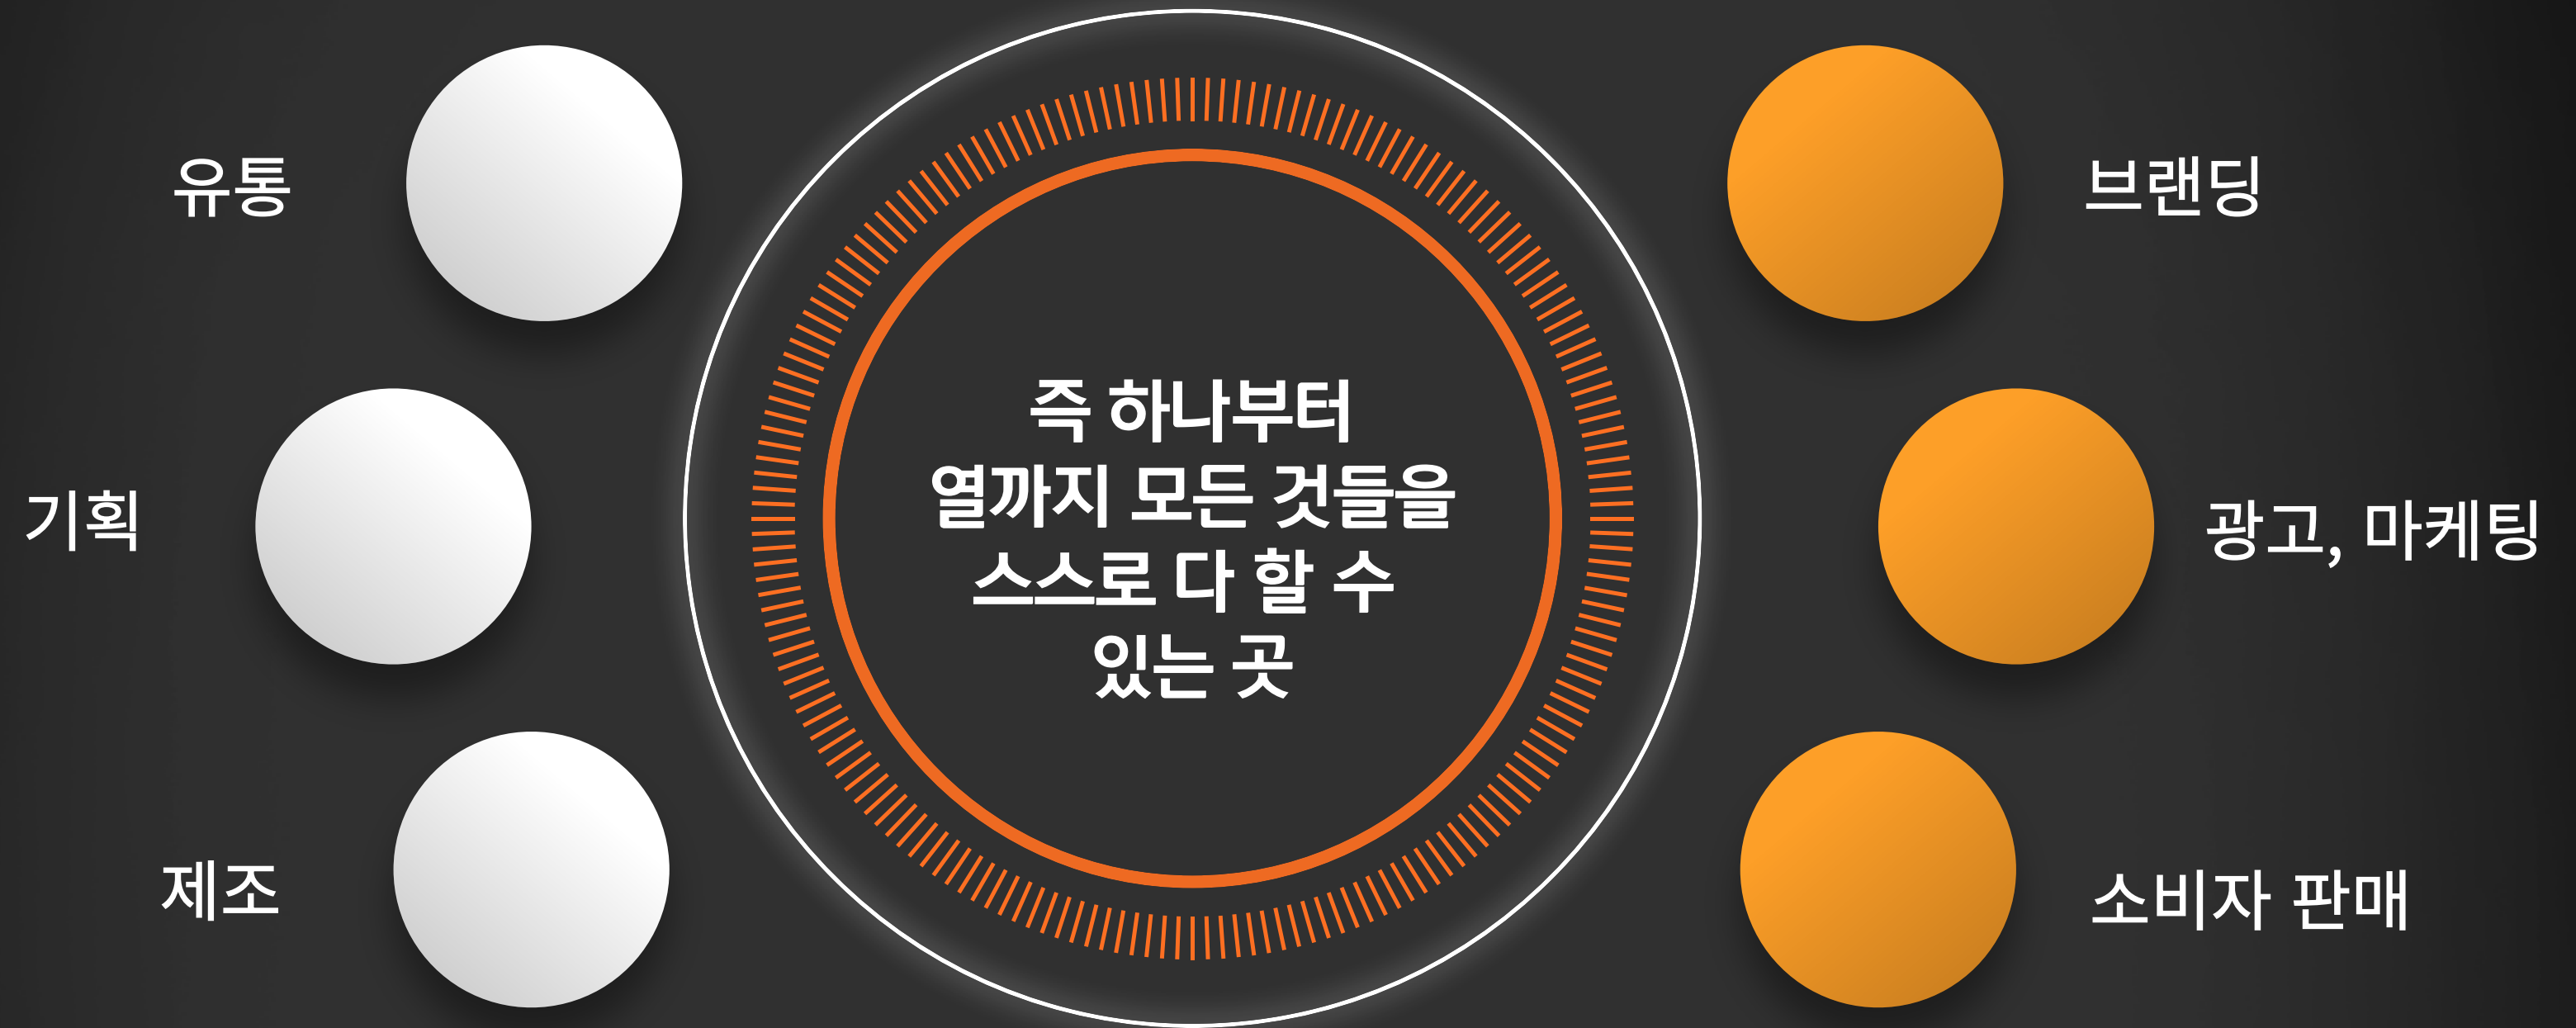 유통
기획
제조
즉 하나부터
열까지 모든 것들을
스스로 다 할 수
있는 곳
브랜딩
광고, 마케팅
소비자 판매